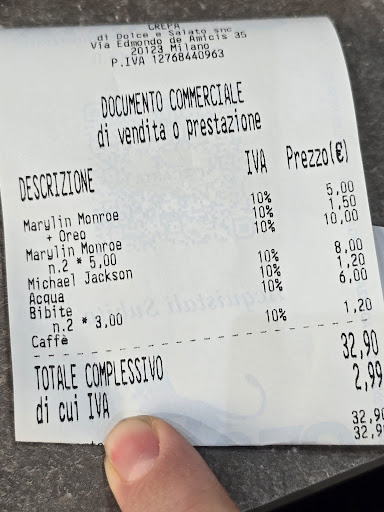 CREPA
di Dolce e Salato snc
Via Edmondo de Amicis 35
20123 Milano
P.IVA 12768440963
DOCUMENTO COMMERCIALE
di vendita o prestazione
DESCRIZIONE IVA Prezzo(€)
Marylin Monroe 10% 5,00
+ Oreo 10% 1,50
Marylin Monroe 10% 10,00
n.2 * 5,00
Michael Jackson 10% 8,00
Acqua 10% 1,20
Bibite 10% 6,00
n.2 * 3,00
Caffè 10% 1,20
TOTALE COMPLESSIVO 32,90
di cui IVA 2,99
32,90